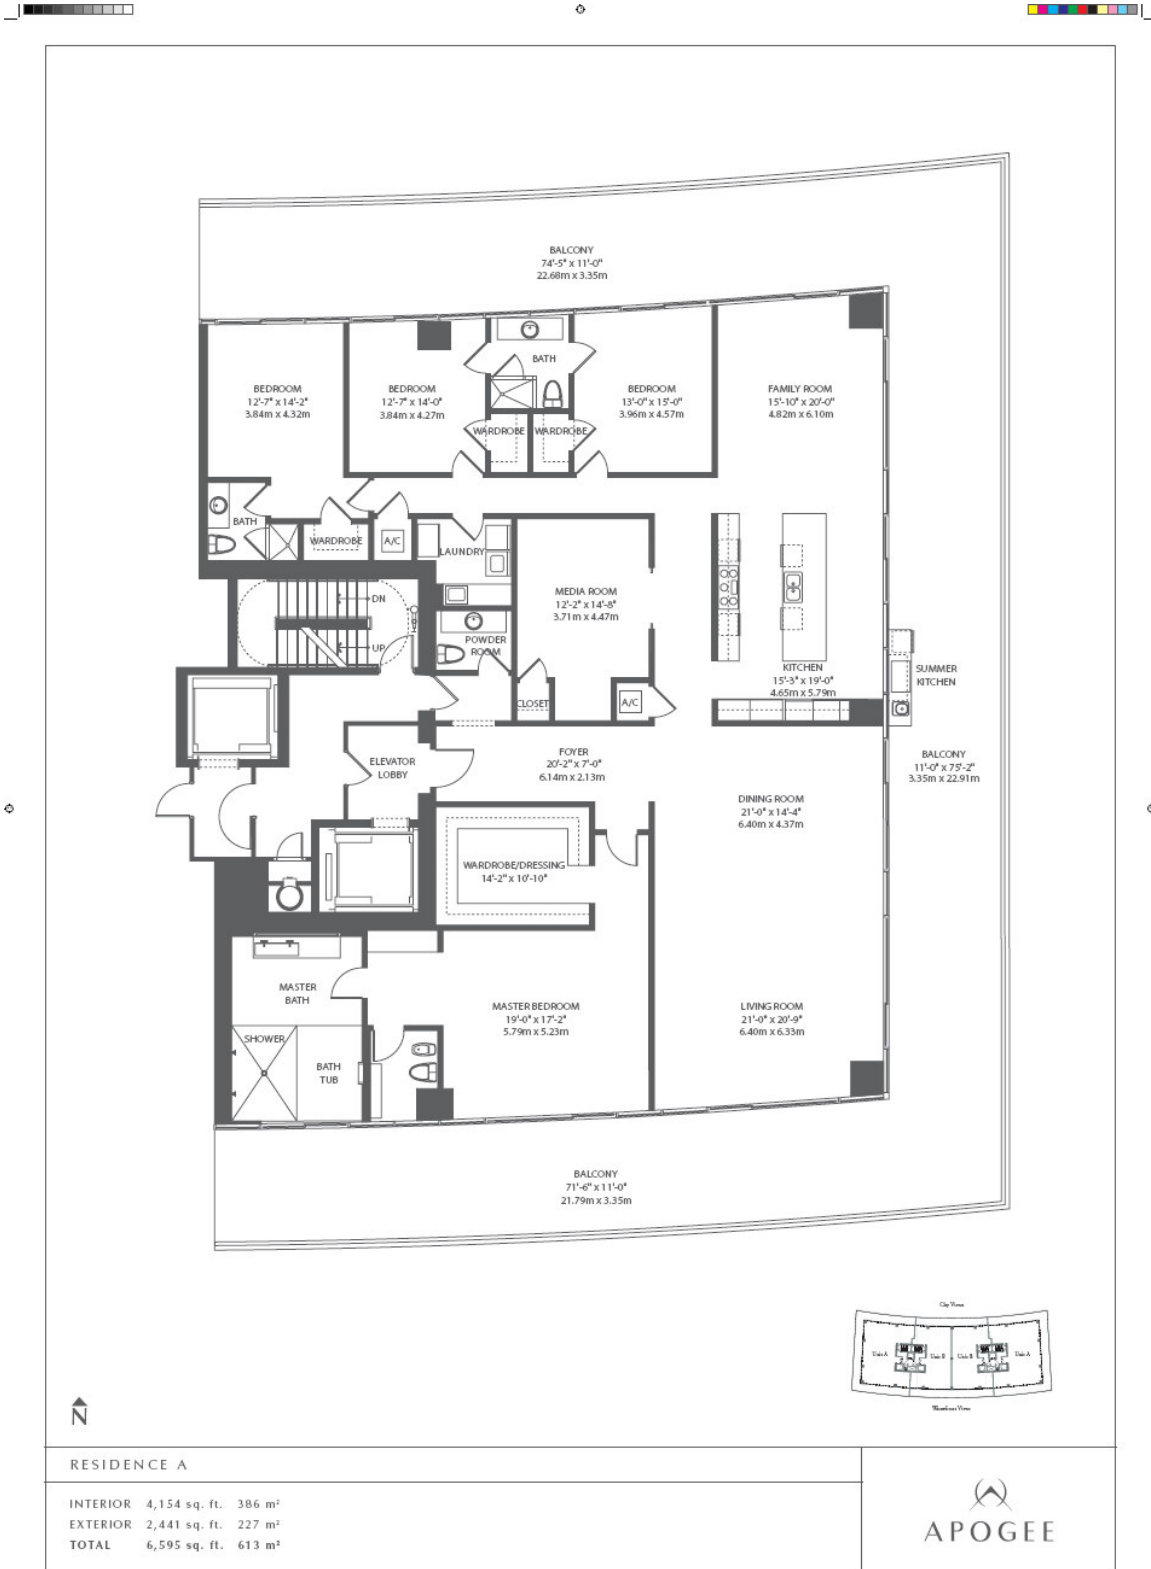 BALCONY
74'-5" x 11'-0"
22.68m x 3.35m
BEDROOM
12'-7" x 14'-2"
3.84m x 4.32m
BEDROOM
12'-7" x 14'-0"
3.84m x 4.27m
BATH
BEDROOM
13'-0" x 15'-0"
3.96m x 4.57m
FAMILY ROOM
15'-10" x 20'-0"
4.82m x 6.10m
WARDROBE
WARDROBE
BATH
WARDROBE
A/C
LAUNDRY
MEDIA ROOM
12'-2" x 14'-8"
3.71m x 4.47m
DN
UP
POWDER
ROOM
CLOSET
A/C
KITCHEN
15'-3" x 19'-0"
4.65m x 5.79m
SUMMER
KITCHEN
ELEVATOR
LOBBY
FOYER
20'-2" x 7'-0"
6.14m x 2.13m
BALCONY
11'-0" x 75'-2"
3.35m x 22.91m
DINING ROOM
21'-0" x 14'-4"
6.40m x 4.37m
WARDROBE/DRESSING
14'-2" x 10'-10"
MASTER
BATH
MASTER BEDROOM
19'-0" x 17'-2"
5.79m x 5.23m
LIVING ROOM
21'-0" x 20'-9"
6.40m x 6.33m
SHOWER
BATH
TUB
BALCONY
71'-6" x 11'-0"
21.79m x 3.35m
City Views
Unit A
Unit B
Unit B
Unit A
Waterfront Views
N
RESIDENCE A
INTERIOR 4,154 sq. ft. 386 m²
EXTERIOR 2,441 sq. ft. 227 m²
TOTAL 6,595 sq. ft. 613 m²
APOGEE